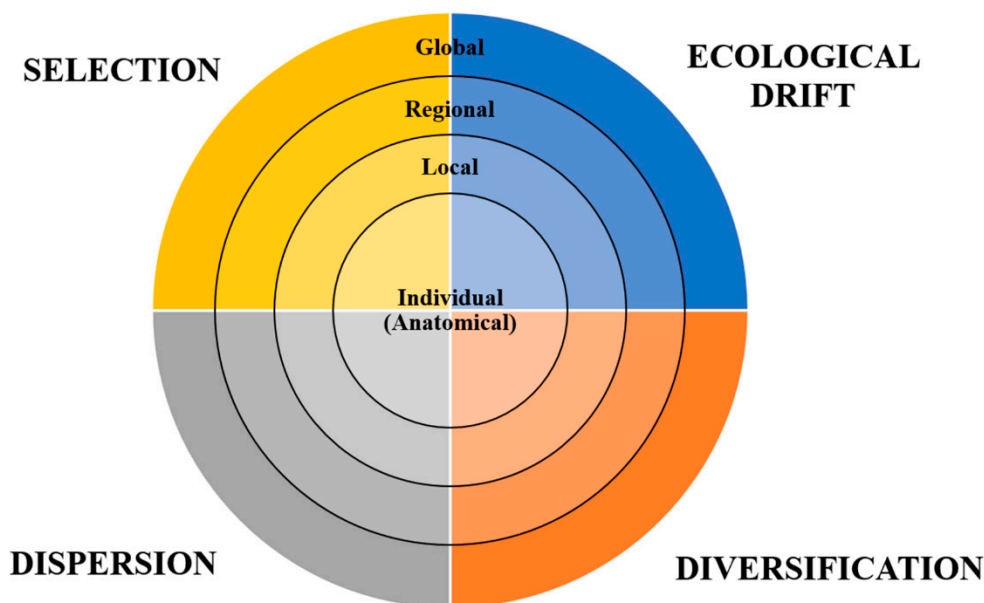 SELECTION
Global
ECOLOGICAL
DRIFT
Regional
Local
Individual
(Anatomical)
DISPERSION
DIVERSIFICATION